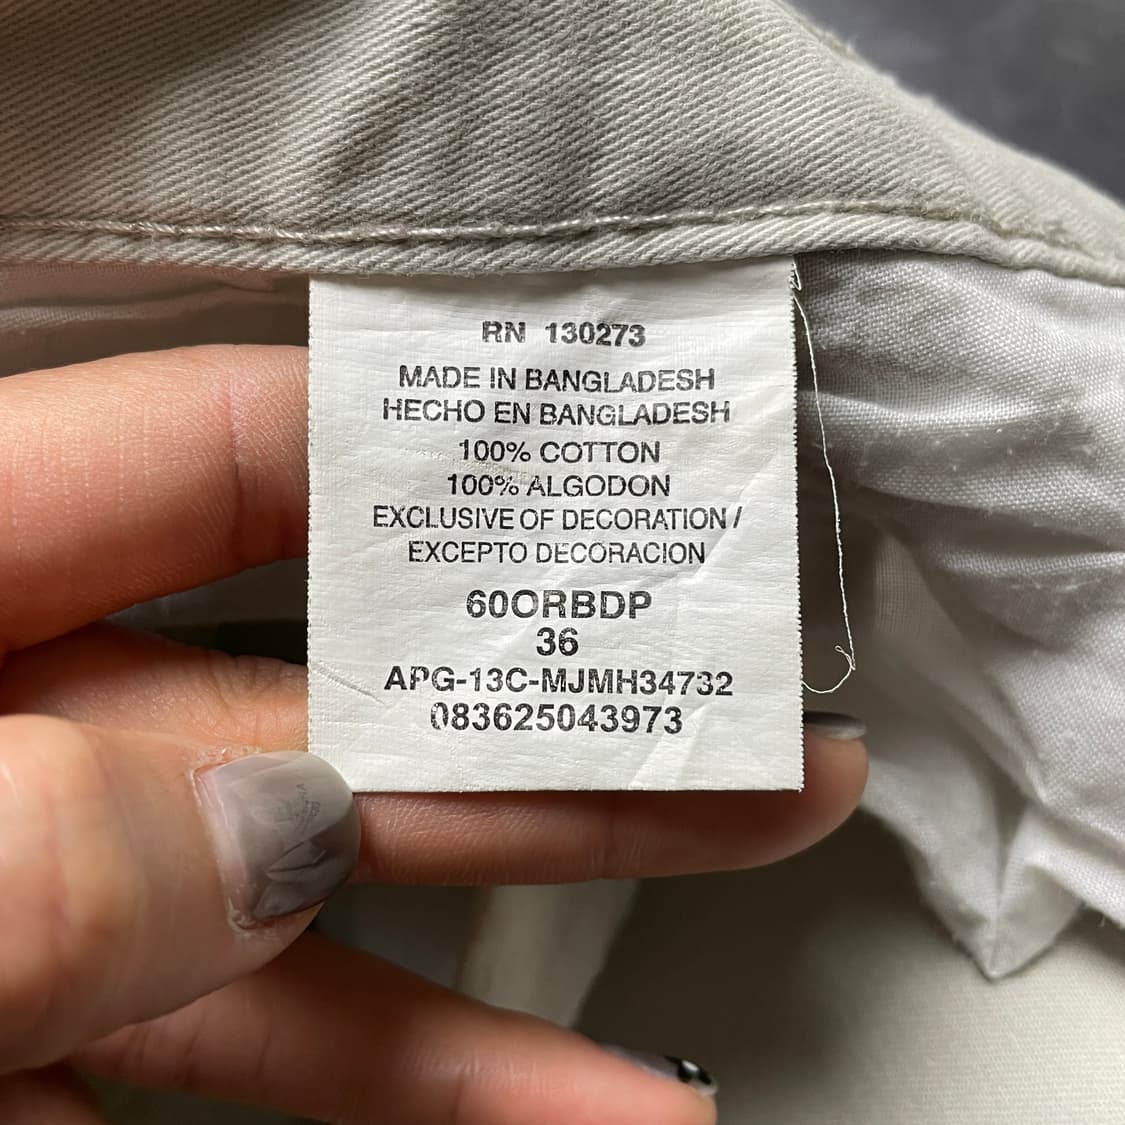 RN 130273
MADE IN BANGLADESH
HECHO EN BANGLADESH
100% COTTON
100% ALGODON
EXCLUSIVE OF DECORATION /
EXCEPTO DECORACION
60ORBDP
36
APG-13C-MJMH34732
083625043973